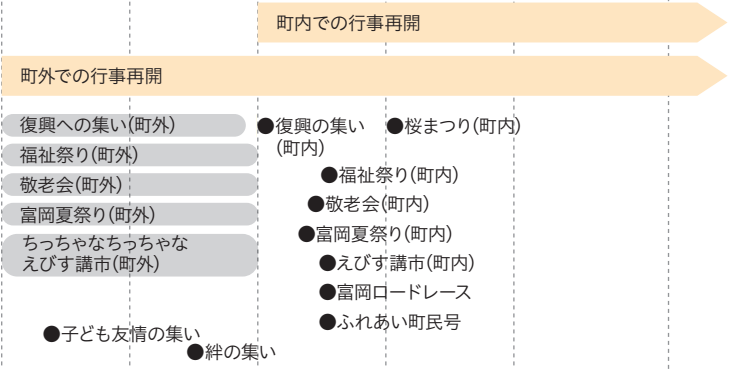 町内での行事再開
町外での行事再開
復興への集い(町外)
福祉祭り(町外)
敬老会(町外)
富岡夏祭り(町外)
ちっちゃなちっちゃな
えびす講市(町外)
●復興の集い
(町内)
●桜まつり(町内)
●福祉祭り(町内)
●敬老会(町内)
●富岡夏祭り(町内)
●えびす講市(町内)
●富岡ロードレース
●ふれあい町民号
●子ども友情の集い
●絆の集い